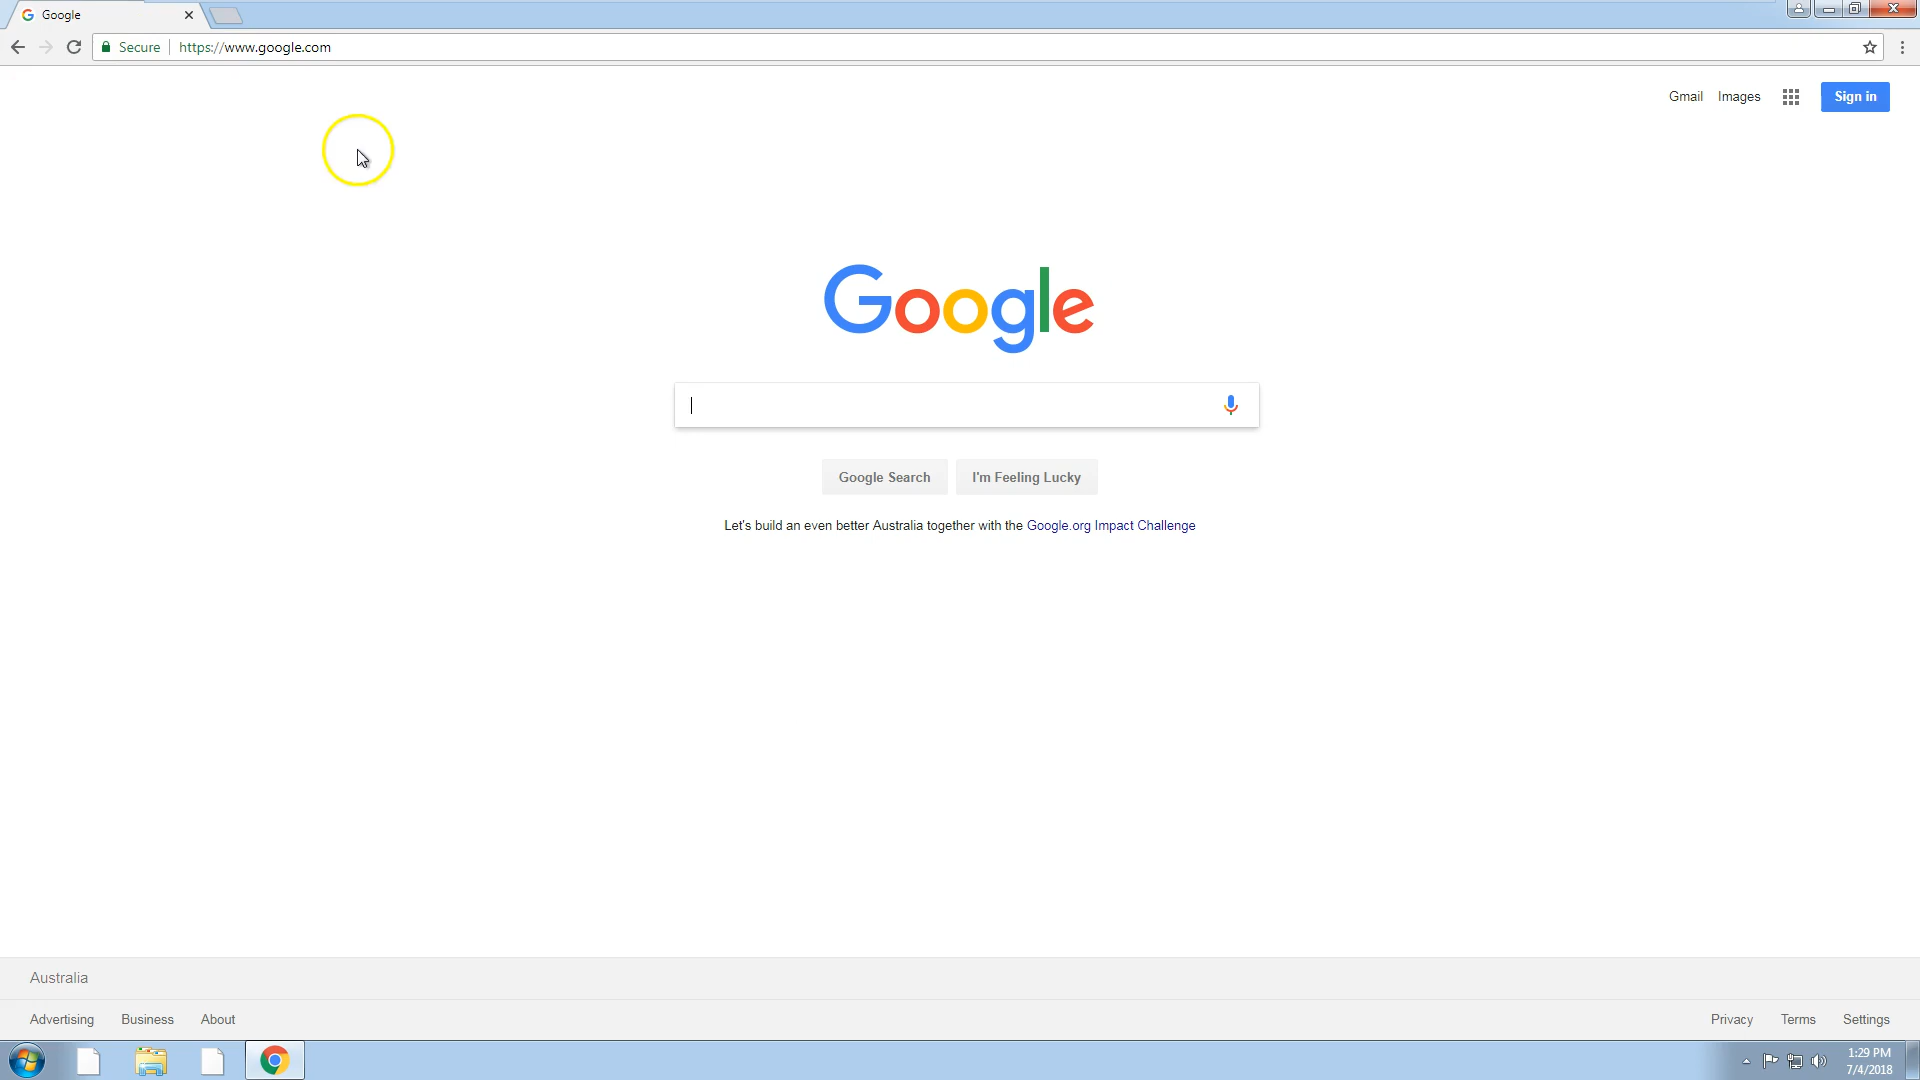 Google
Secure https://www.google.com
Gmail Images Sign in
Google
Google Search I'm Feeling Lucky
Let's build an even better Australia together with the Google.org Impact Challenge
Australia
Advertising Business About Privacy Terms Settings
1:29 PM
7/4/2018